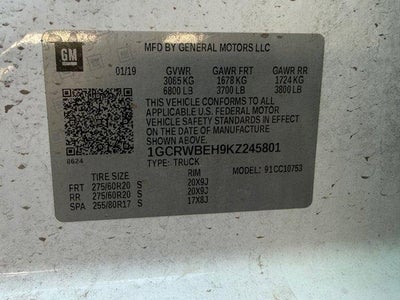 GM
MFD BY GENERAL MOTORS LLC
01/19 GVWR GAWR FRT GAWR RR
3085 KG 1678 KG 1724 KG
6800 LB 3700 LB 3800 LB
THIS VEHICLE CONFORMS TO ALL
APPLICABLE U.S. FEDERAL MOTOR
VEHICLE SAFETY STANDARDS IN EFFECT
ON THE DATE OF MANUFACTURE
SHOWN ABOVE.
1GCRWBEH9KZ245801
0624 TYPE: TRUCK
MODEL: 91CC10753
TIRE SIZE RIM
FRT 275/60R20 S 20X9J
RR 275/60R20 S 20X9J
SPA 255/80R17 S 17X8J